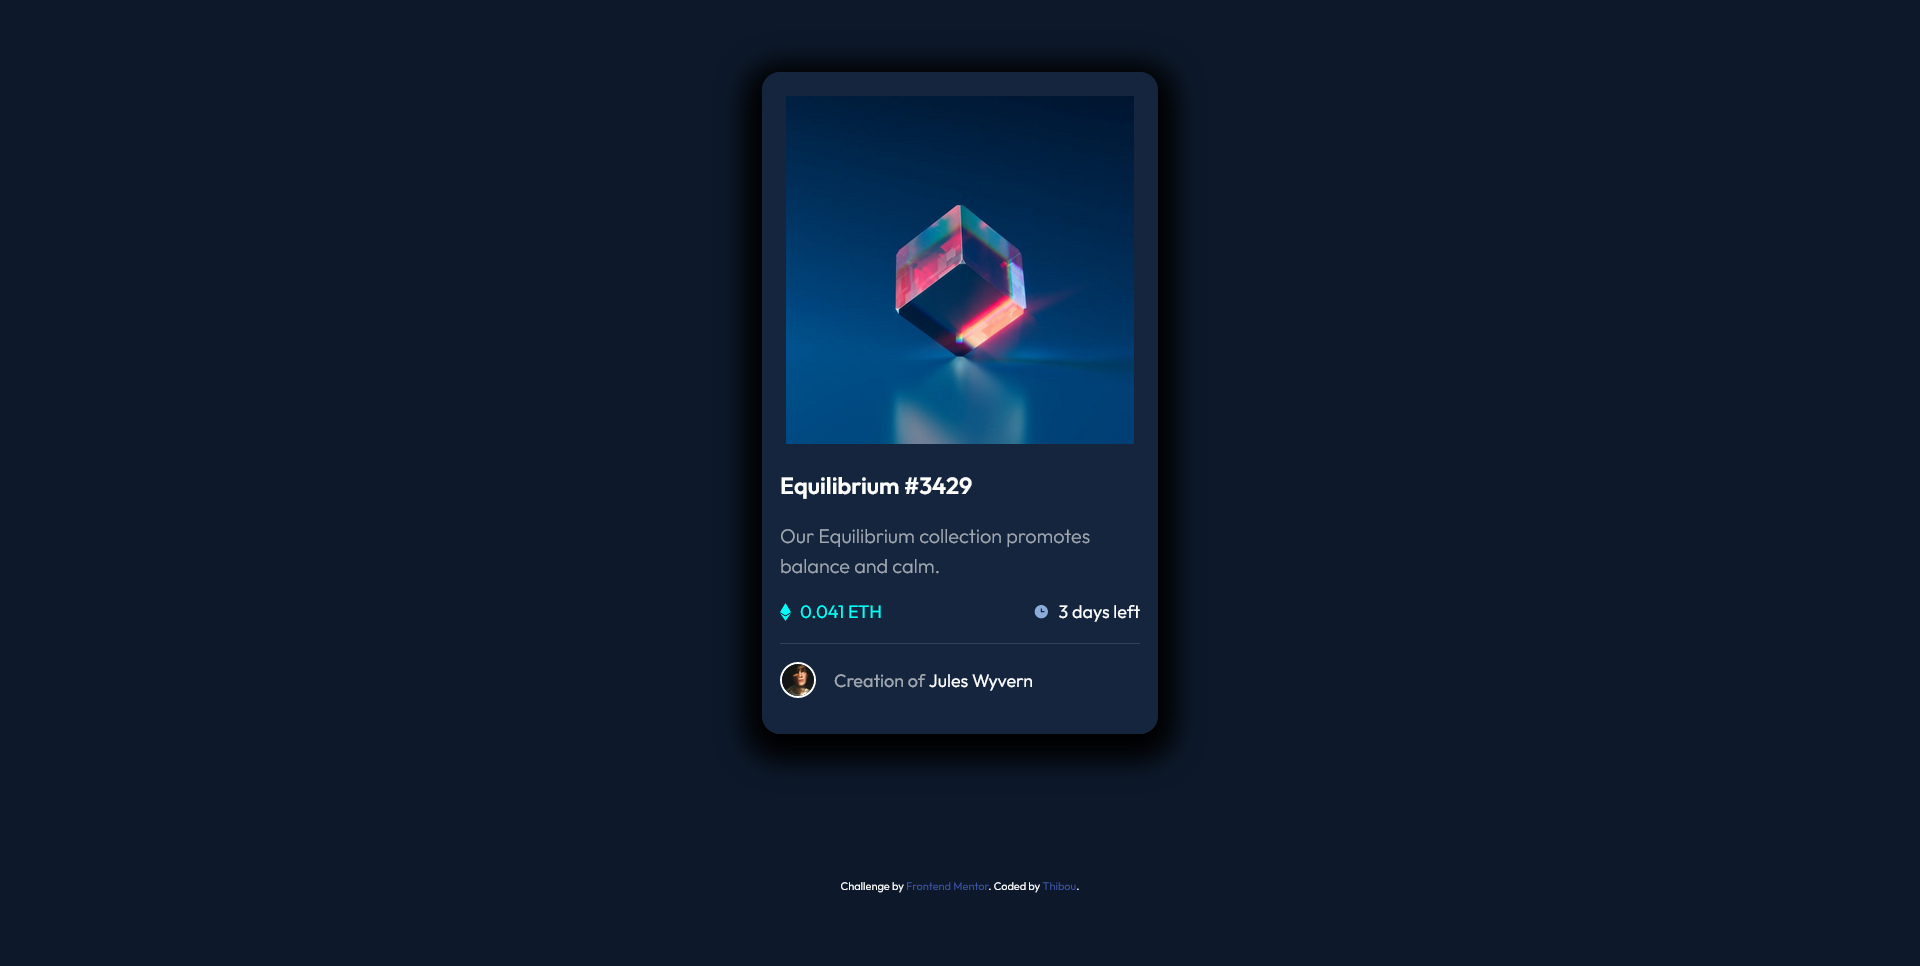 Equilibrium #3429
Our Equilibrium collection promotes
balance and calm.
0.041 ETH
3 days left
Creation of Jules Wyvern
Challenge by Frontend Mentor. Coded by Thibou.